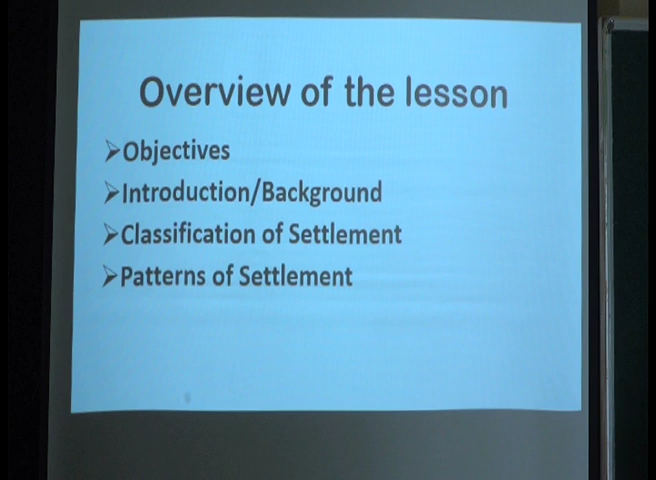 Overview of the lesson
➢Objectives
➢Introduction/Background
➢Classification of Settlement
➢Patterns of Settlement